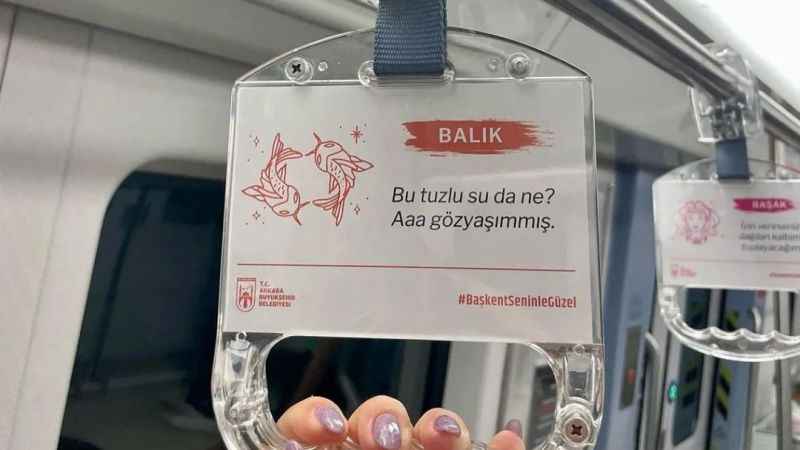 BALIK
Bu tuzlu su da ne?
Aaa gözyaşımmış.
T.C.
ANKARA
BÜYÜKŞEHİR
BELEDİYESİ
#BaşkentSeninleGüzel
BAŞAK